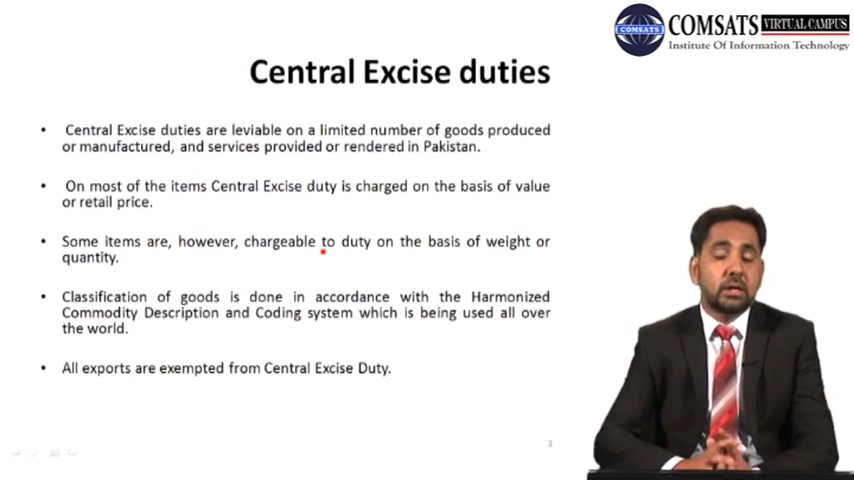 COMSATS VIRTUAL CAMPUS
COMSATS
Institute Of Information Technology
Central Excise duties
• Central Excise duties are leviable on a limited number of goods produced
or manufactured, and services provided or rendered in Pakistan.
• On most of the items Central Excise duty is charged on the basis of value
or retail price.
• Some items are, however, chargeable to duty on the basis of weight or
quantity.
• Classification of goods is done in accordance with the Harmonized
Commodity Description and Coding system which is being used all over
the world.
• All exports are exempted from Central Excise Duty.
3